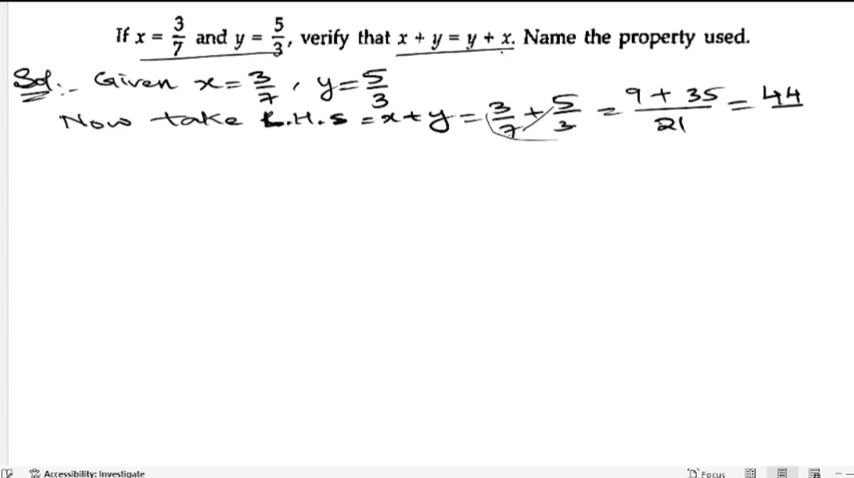 If x = 3/7 and y = 5/3, verify that x + y = y + x. Name the property used.
Sol:- Given x = 3/7, y = 5/3
Now take L.H.S = x + y = 3/7 + 5/3 = 9 + 35/21 = 44
Accessibility: Investigate
Focus